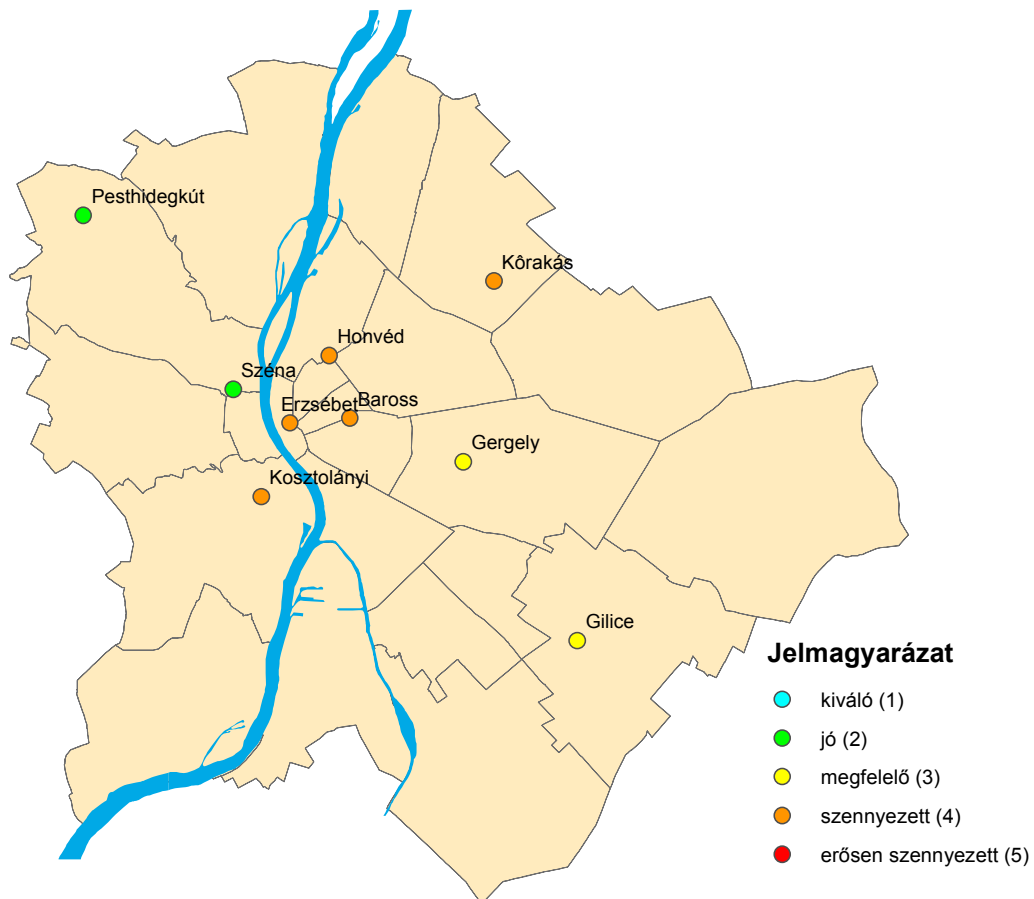 Pesthidegkút
Kôrakás
Honvéd
Széna
Erzsébet
Baross
Gergely
Kosztolányi
Gilice
Jelmagyarázat
kiváló (1)
jó (2)
megfelelő (3)
szennyezett (4)
erősen szennyezett (5)